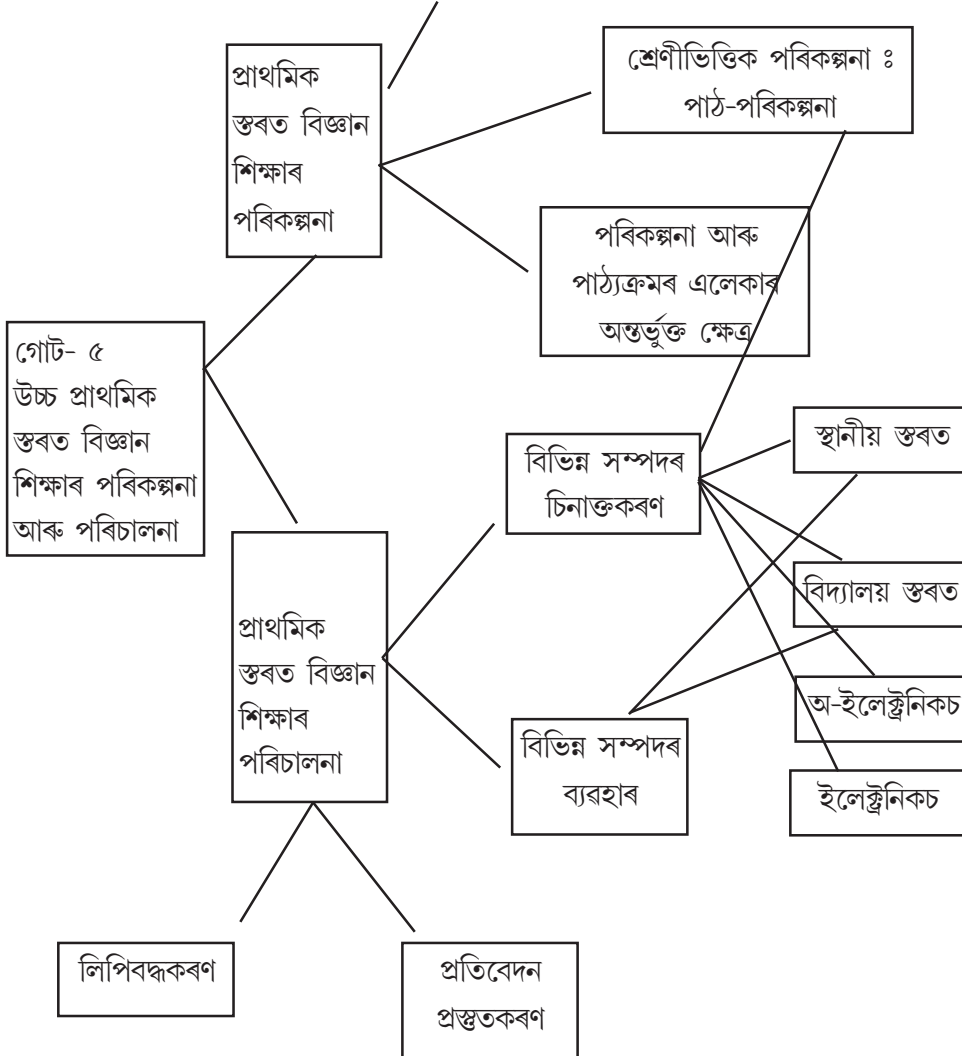 প্ৰাথমিক
স্তৰত বিজ্ঞান
শিক্ষাৰ
পৰিকল্পনা
শ্ৰেণীভিত্তিক পৰিকল্পনা ঃ
পাঠ-পৰিকল্পনা
পৰিকল্পনা আৰু
পাঠ্যক্ৰমৰ এলেকাৰ
অন্তৰ্ভুক্ত ক্ষেত্ৰ
গোট- ৫
উচ্চ প্ৰাথমিক
স্তৰত বিজ্ঞান
শিক্ষাৰ পৰিকল্পনা
আৰু পৰিচালনা
বিভিন্ন সম্পদৰ
চিনাক্তকৰণ
স্থানীয় স্তৰত
বিদ্যালয় স্তৰত
অ-ইলেক্ট্ৰনিকচ
ইলেক্ট্ৰনিকচ
প্ৰাথমিক
স্তৰত বিজ্ঞান
শিক্ষাৰ
পৰিচালনা
বিভিন্ন সম্পদৰ
ব্যৱহাৰ
লিপিবদ্ধকৰণ
প্ৰতিবেদন
প্ৰস্তুতকৰণ